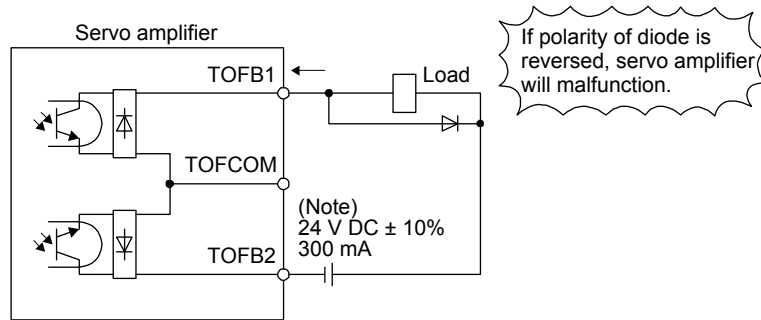 Servo amplifier
TOFB1
Load
If polarity of diode is
reversed, servo amplifier
will malfunction.
TOFCOM
(Note)
24 V DC ± 10%
300 mA
TOFB2